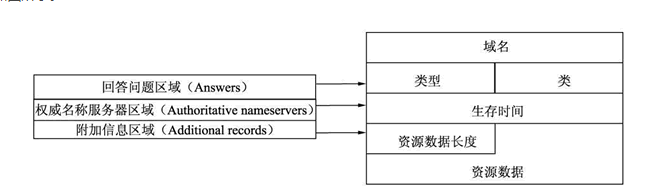 域名
回答问题区域（Answers）
类型
类
权威名称服务器区域（Authoritative nameservers）
生存时间
附加信息区域（Additional records）
资源数据长度
资源数据